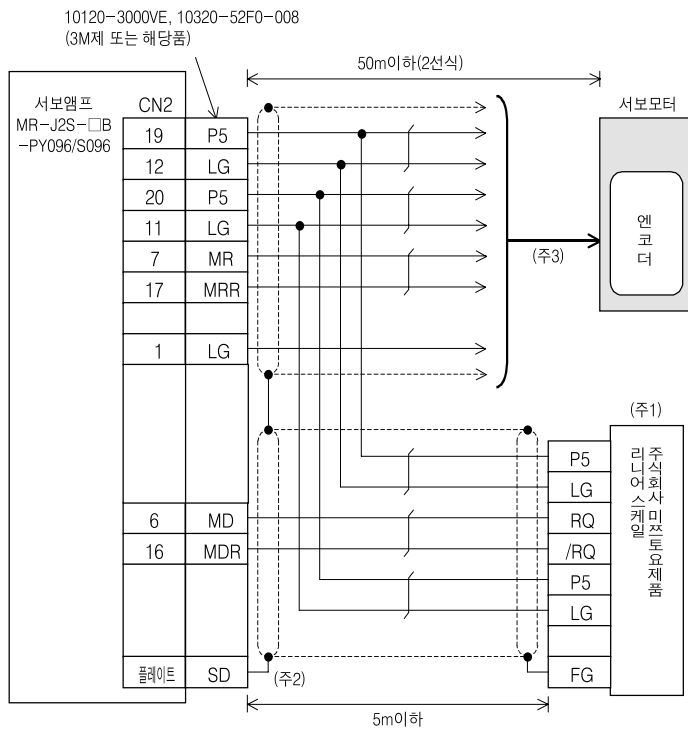 10120-3000VE, 10320-52F0-008
(3M제 또는 해당품)
50m이하(2선식)
서보앰프
MR-J2S-□B
-PY096/S096
CN2
19 P5
12 LG
20 P5
11 LG
7 MR
17 MRR
1 LG
6 MD
16 MDR
플레이트 SD
서보모터
엔코더
(주3)
(주1)
P5
LG
RQ
/RQ
P5
LG
FG
주식회사 미쯔토요제품
리니어스케일
(주2)
5m이하